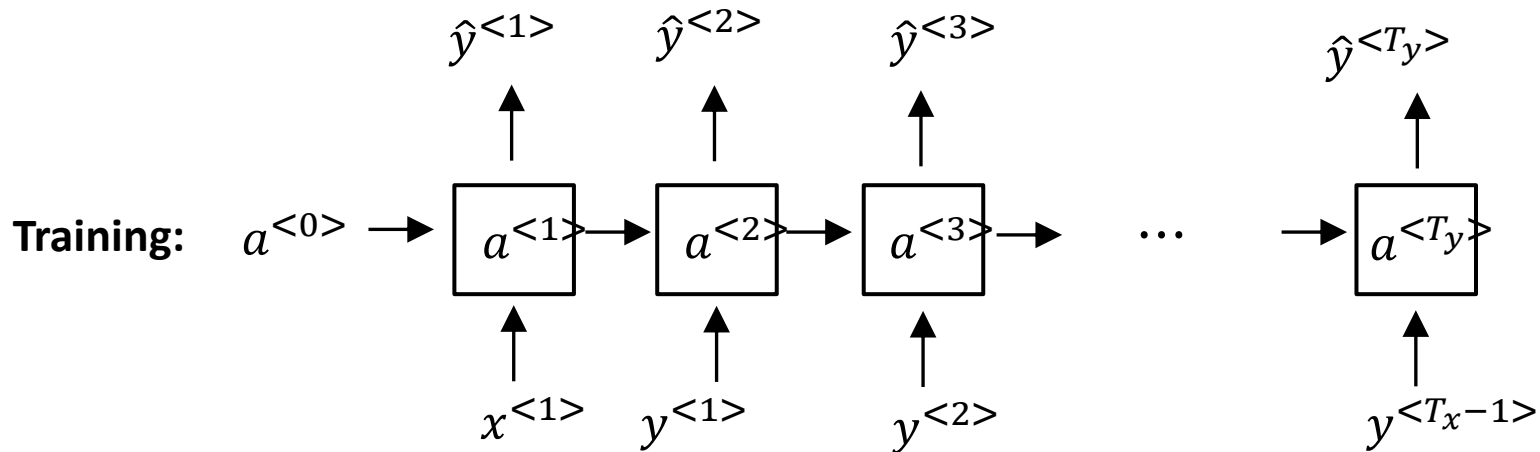 ŷ<1> ŷ<2> ŷ<3> ŷ<T_y>
Training: a<0> a<1> a<2> a<3> ... a<T_y>
x<1> y<1> y<2> y<T_x−1>